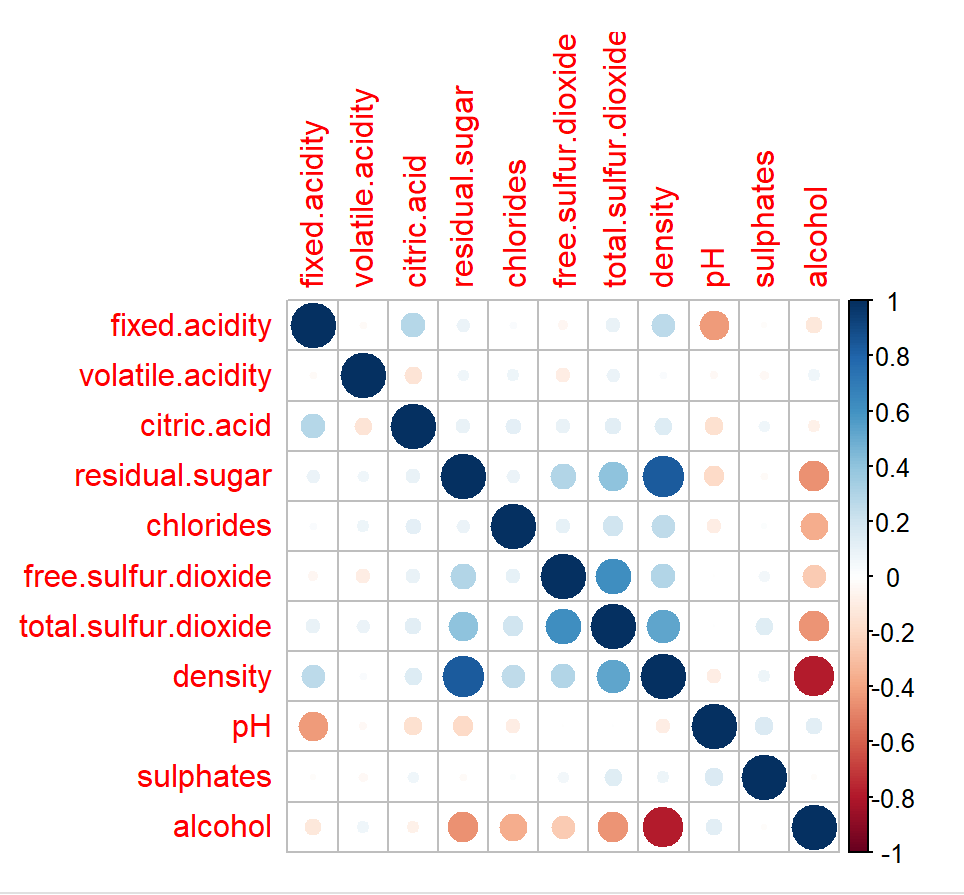 fixed.acidity
volatile.acidity
citric.acid
residual.sugar
chlorides
free.sulfur.dioxide
total.sulfur.dioxide
density
pH
sulphates
alcohol
fixed.acidity
volatile.acidity
citric.acid
residual.sugar
chlorides
free.sulfur.dioxide
total.sulfur.dioxide
density
pH
sulphates
alcohol
1
0.8
0.6
0.4
0.2
0
-0.2
-0.4
-0.6
-0.8
-1